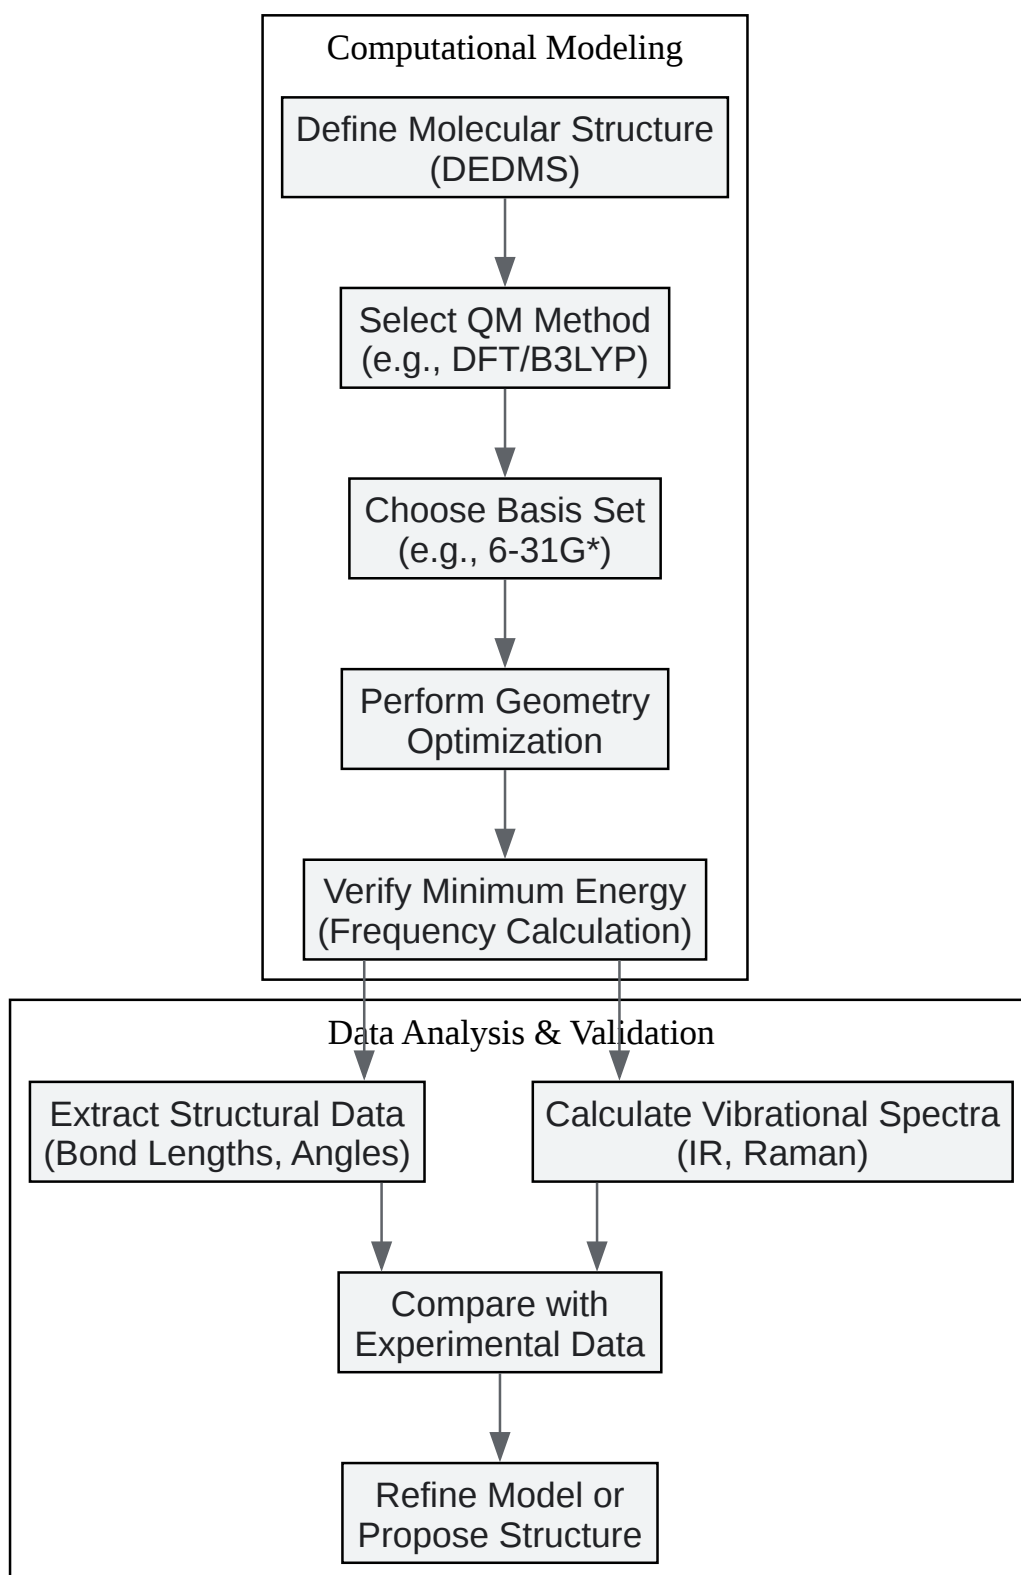 Computational Modeling
Define Molecular Structure
(DEDMS)
Select QM Method
(e.g., DFT/B3LYP)
Choose Basis Set
(e.g., 6-31G*)
Perform Geometry
Optimization
Verify Minimum Energy
(Frequency Calculation)
Data Analysis & Validation
Extract Structural Data
(Bond Lengths, Angles)
Calculate Vibrational Spectra
(IR, Raman)
Compare with
Experimental Data
Refine Model or
Propose Structure